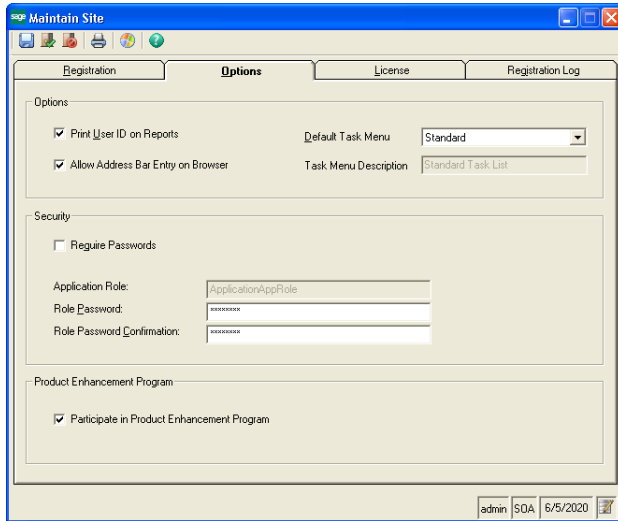 sage Maintain Site
Registration Options License Registration Log
Options
Print User ID on Reports Default Task Menu Standard
Allow Address Bar Entry on Browser Task Menu Description Standard Task List
Security
Require Passwords
Application Role: ApplicationAppRole
Role Password: ********
Role Password Confirmation: ********
Product Enhancement Program
Participate in Product Enhancement Program
admin SOA 6/5/2020